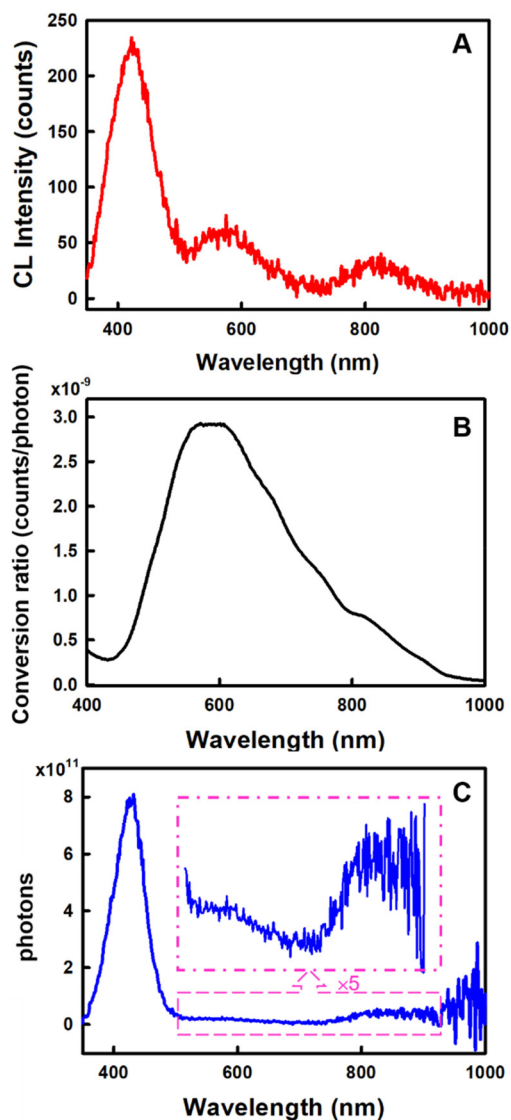 A
CL Intensity (counts)
250
200
150
100
50
0
400 600 800 1000
Wavelength (nm)
x10⁻⁹
B
Conversion ratio (counts/photon)
3.0
2.5
2.0
1.5
1.0
0.5
0.0
400 600 800 1000
Wavelength (nm)
x10¹¹
C
photons
8
6
4
2
0
×5
400 600 800 1000
Wavelength (nm)